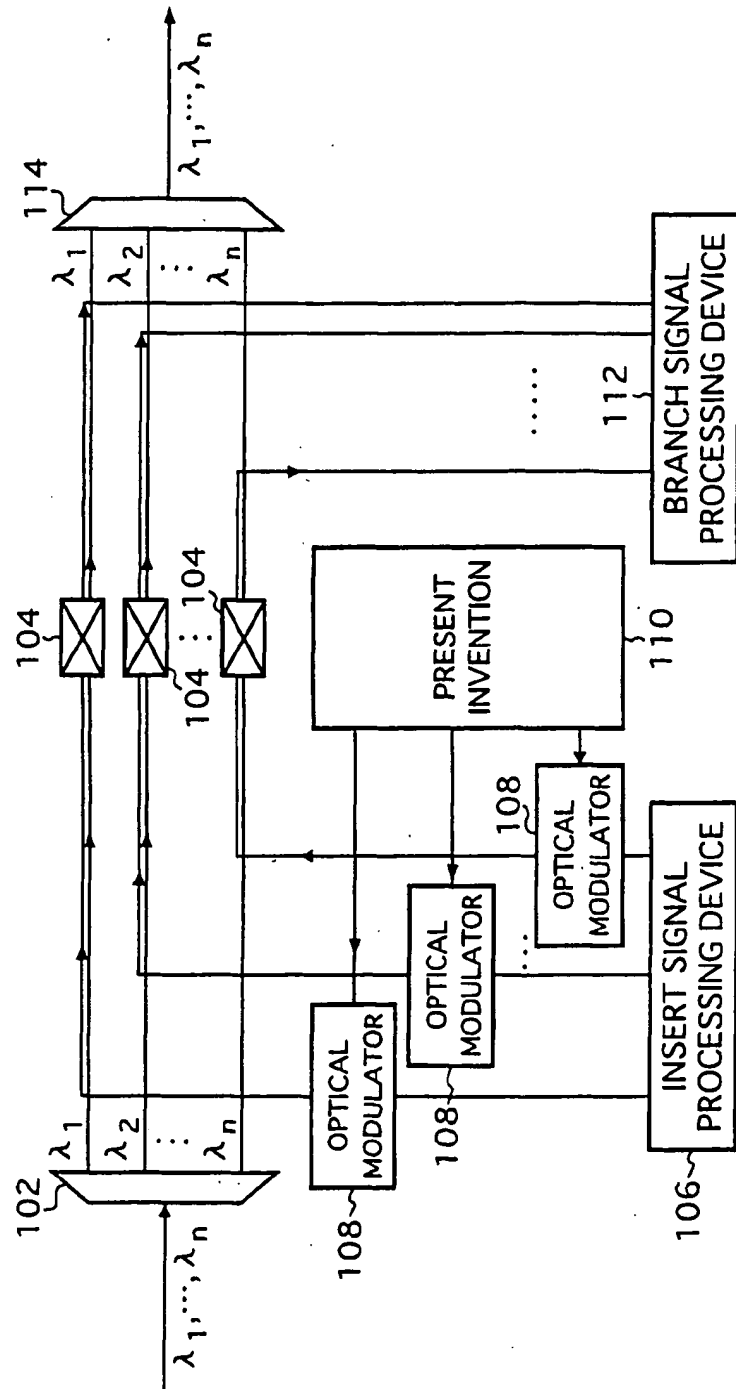 λ1,···,λn
102
λ1
λ2
⋮
λn
104
104
104
⋮
λ1
λ2
⋮
λn
114
λ1,···,λn
108
OPTICAL
MODULATOR
108
OPTICAL
MODULATOR
····
108
OPTICAL
MODULATOR
PRESENT
INVENTION
110
······
106
INSERT SIGNAL
PROCESSING DEVICE
112
BRANCH SIGNAL
PROCESSING DEVICE